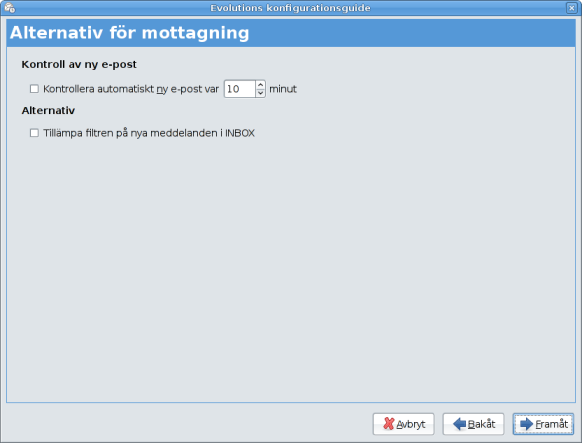 Evolutions konfigurationsguide
Alternativ för mottagning
Kontroll av ny e-post
Kontrollera automatiskt ny e-post var 10 minut
Alternativ
Tillämpa filtren på nya meddelanden i INBOX
Avbryt Bakåt Framåt